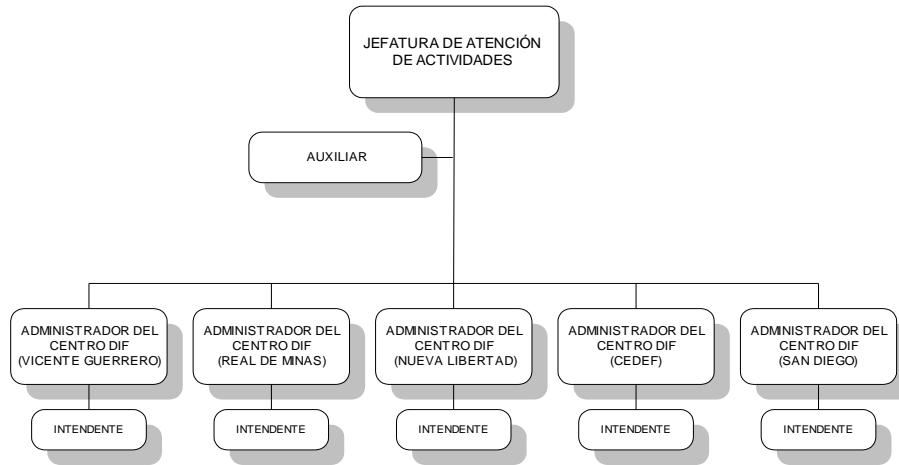 JEFATURA DE ATENCIÓN
DE ACTIVIDADES
AUXILIAR
ADMINISTRADOR DEL
CENTRO DIF
(VICENTE GUERRERO)
ADMINISTRADOR DEL
CENTRO DIF
(REAL DE MINAS)
ADMINISTRADOR DEL
CENTRO DIF
(NUEVA LIBERTAD)
ADMINISTRADOR DEL
CENTRO DIF
(CEDEF)
ADMINISTRADOR DEL
CENTRO DIF
(SAN DIEGO)
INTENDENTE
INTENDENTE
INTENDENTE
INTENDENTE
INTENDENTE